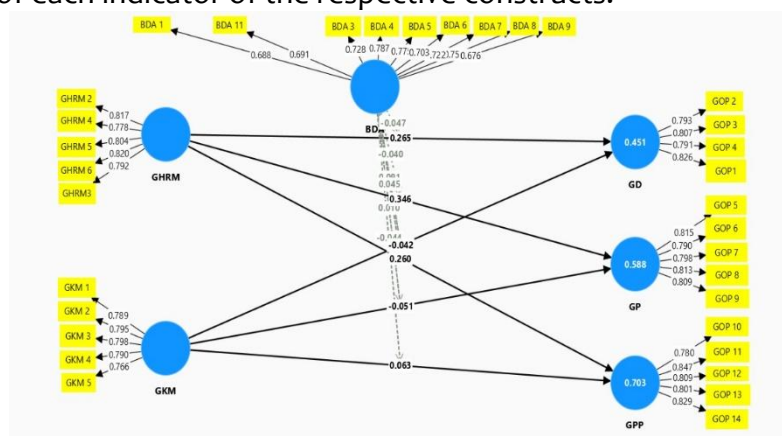 of each indicator of the respective constructs.
BDA 1
BDA 11
BDA 3
BDA 4
BDA 5
BDA 6
BDA 7
BDA 8
BDA 9
0.688
0.691
0.728
0.787
0.703
0.676
GHRM 2
GHRM 4
GHRM 5
GHRM 6
GHRM3
0.817
0.778
0.804
0.820
0.792
GHRM
-0.047
0.265
-0.040
0.045
0.346
0.010
-0.042
0.260
-0.051
0.063
GKM 1
GKM 2
GKM 3
GKM 4
GKM 5
0.789
0.795
0.798
0.790
0.766
GKM
0.451
GD
0.793
0.807
0.791
0.826
GOP 2
GOP 3
GOP 4
GOP1
0.588
GP
0.815
0.790
0.798
0.813
0.809
GOP 5
GOP 6
GOP 7
GOP 8
GOP 9
0.703
GPP
0.780
0.847
0.809
0.801
0.829
GOP 10
GOP 11
GOP 12
GOP 13
GOP 14